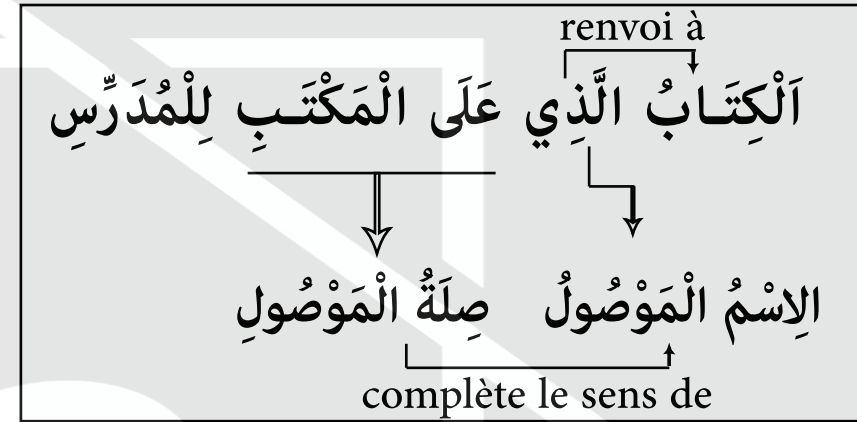 renvoi à
اَلْكِتَـابُ الَّذِي عَلَى الْمَكْتَـبِ لِلْمُدَرِّسِ
الِاسْمُ الْمَوْصُولُ صِلَةُ الْمَوْصُولِ
complète le sens de